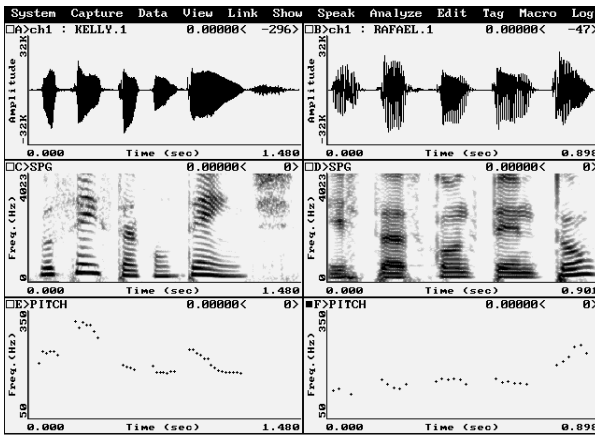 System Capture Data View Link Show Speak Analyze Edit Tag Macro Log
A>ch1 : KELLY.1 0.00000< -296>
B>ch1 : RAFAEL.1 0.00000< -47>
32K
Amplitude
-32K
0.000 Time (sec) 1.480
32K
Amplitude
-32K
0.000 Time (sec) 0.898
C>SPG 0.00000< 0>
D>SPG 0.00000< 0>
4023
Freq.(Hz)
0
0.000 Time (sec) 1.480
4023
Freq.(Hz)
0
0.000 Time (sec) 0.901
E>PITCH 0.00000< 0>
F>PITCH 0.00000< 0>
350
Freq.(Hz)
50
0.000 Time (sec) 1.480
350
Freq.(Hz)
50
0.000 Time (sec) 0.898